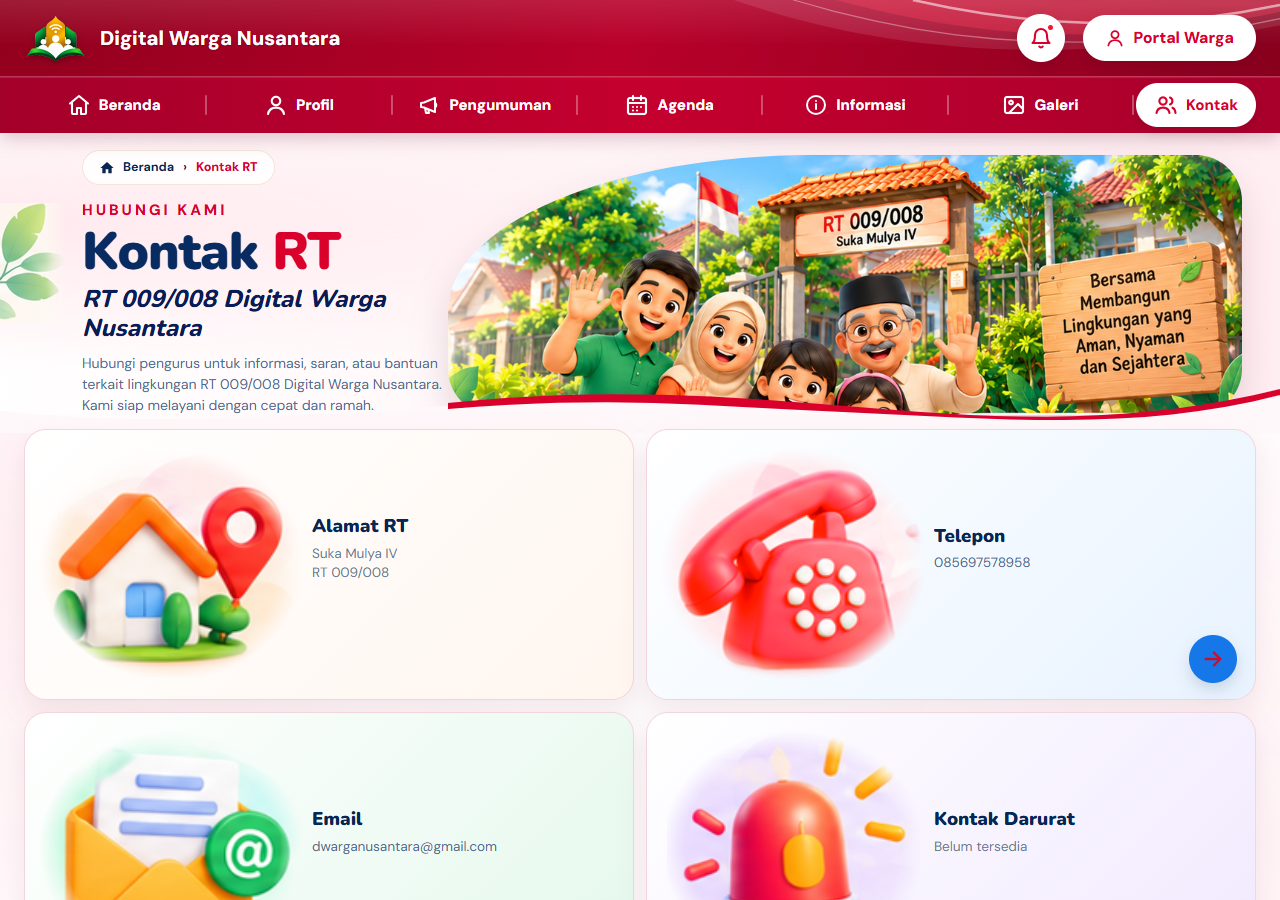 Digital Warga Nusantara
Portal Warga
Beranda
Profil
Pengumuman
Agenda
Informasi
Galeri
Kontak
Beranda › Kontak RT
HUBUNGI KAMI
Kontak RT
RT 009/008 Digital Warga
Nusantara
Hubungi pengurus untuk informasi, saran, atau bantuan
terkait lingkungan RT 009/008 Digital Warga Nusantara.
Kami siap melayani dengan cepat dan ramah.
RT 009/008
Suka Mulya IV
Bersama
Membangun
Lingkungan yang
Aman, Nyaman
dan Sejahtera
Alamat RT
Suka Mulya IV
RT 009/008
Telepon
085697578958
Email
dwarganusantara@gmail.com
@
Kontak Darurat
Belum tersedia